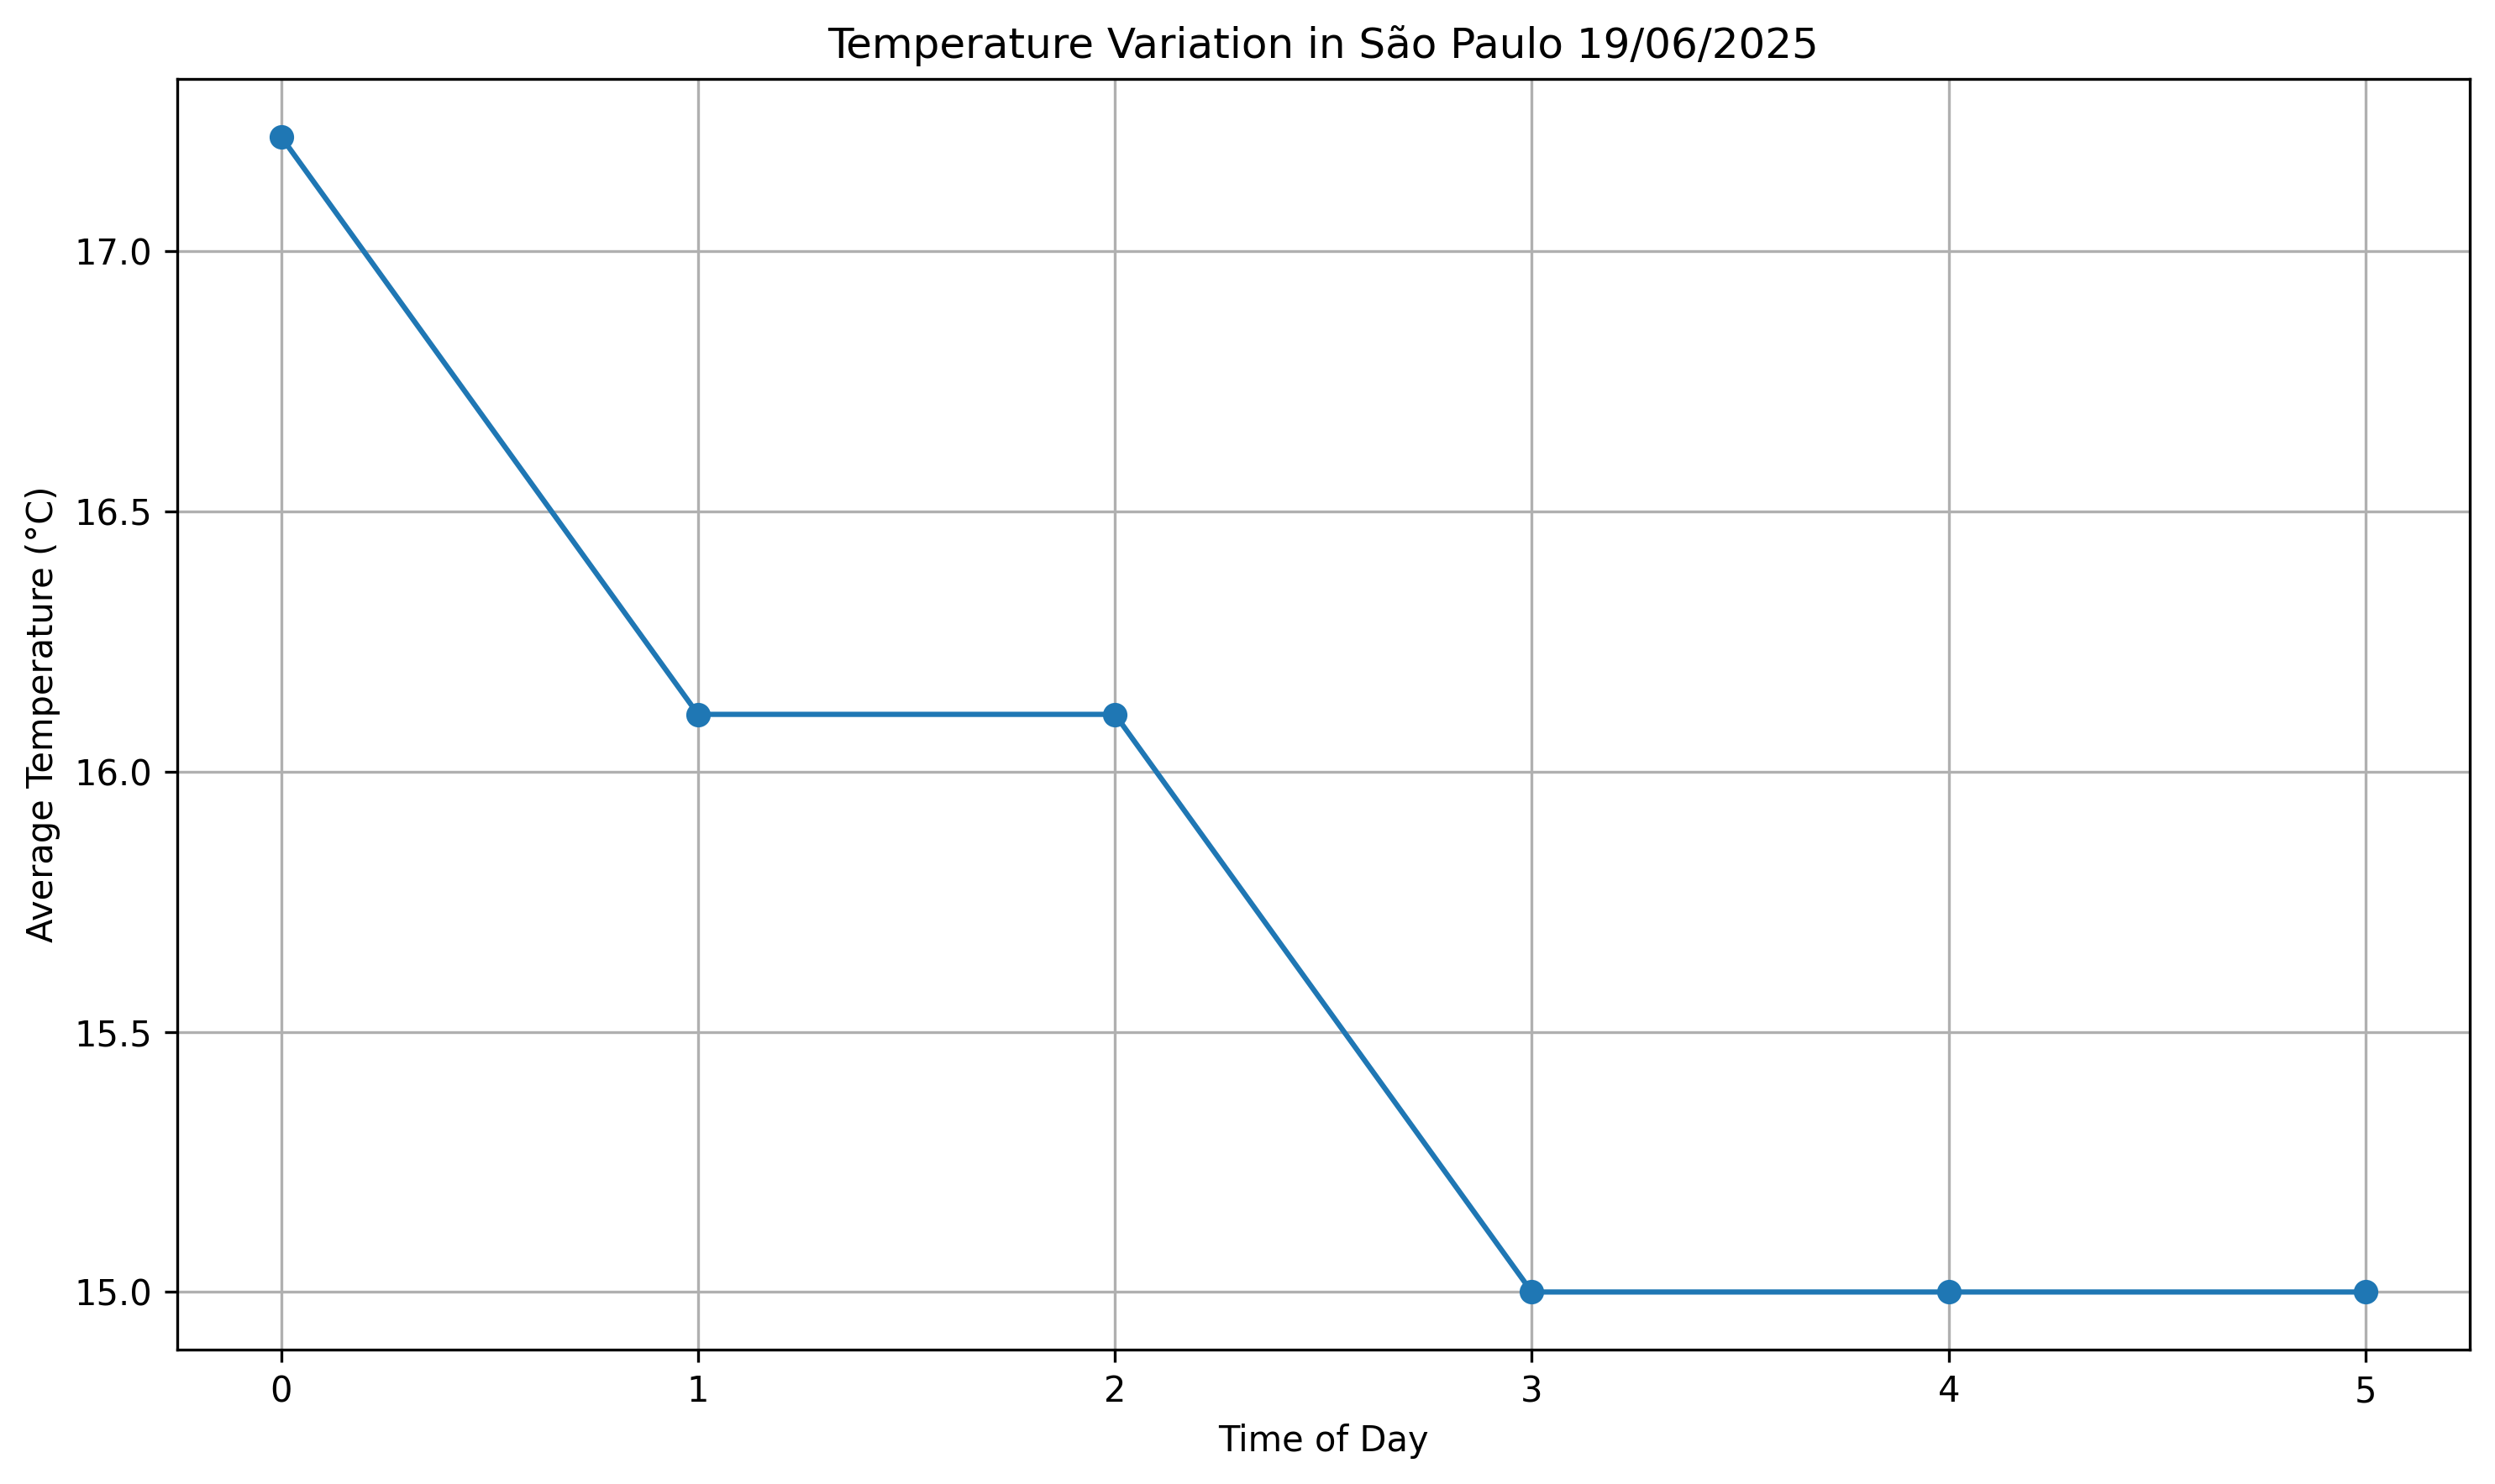 Temperature Variation in São Paulo 19/06/2025
Average Temperature (°C)
17.0
16.5
16.0
15.5
15.0
0 1 2 3 4 5
Time of Day